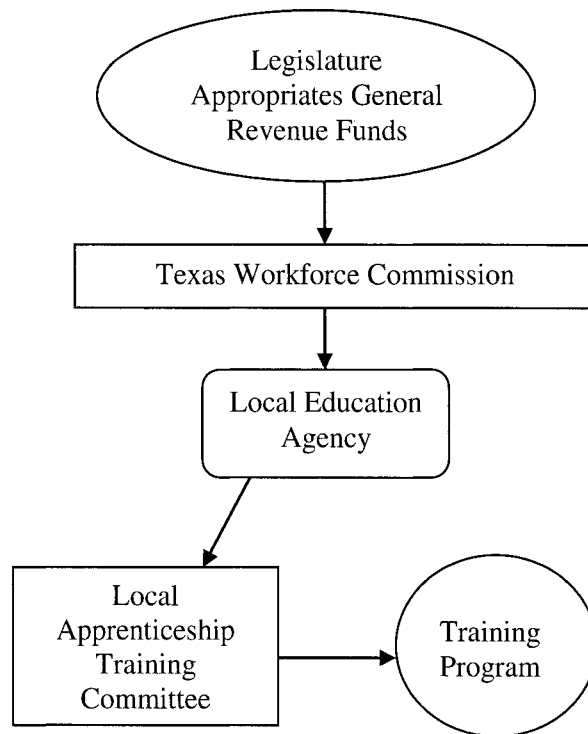 Legislature
Appropriates General
Revenue Funds
Texas Workforce Commission
Local Education
Agency
Local
Apprenticeship
Training
Committee
Training
Program